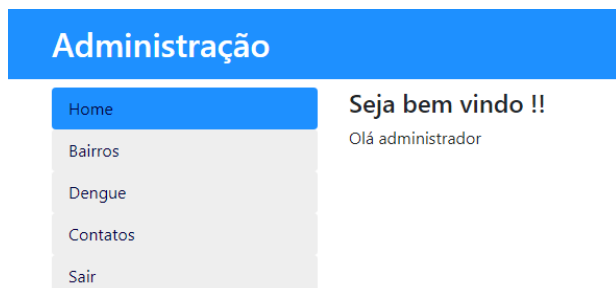 Administração
Home
Bairros
Dengue
Contatos
Sair
Seja bem vindo !!
Olá administrador